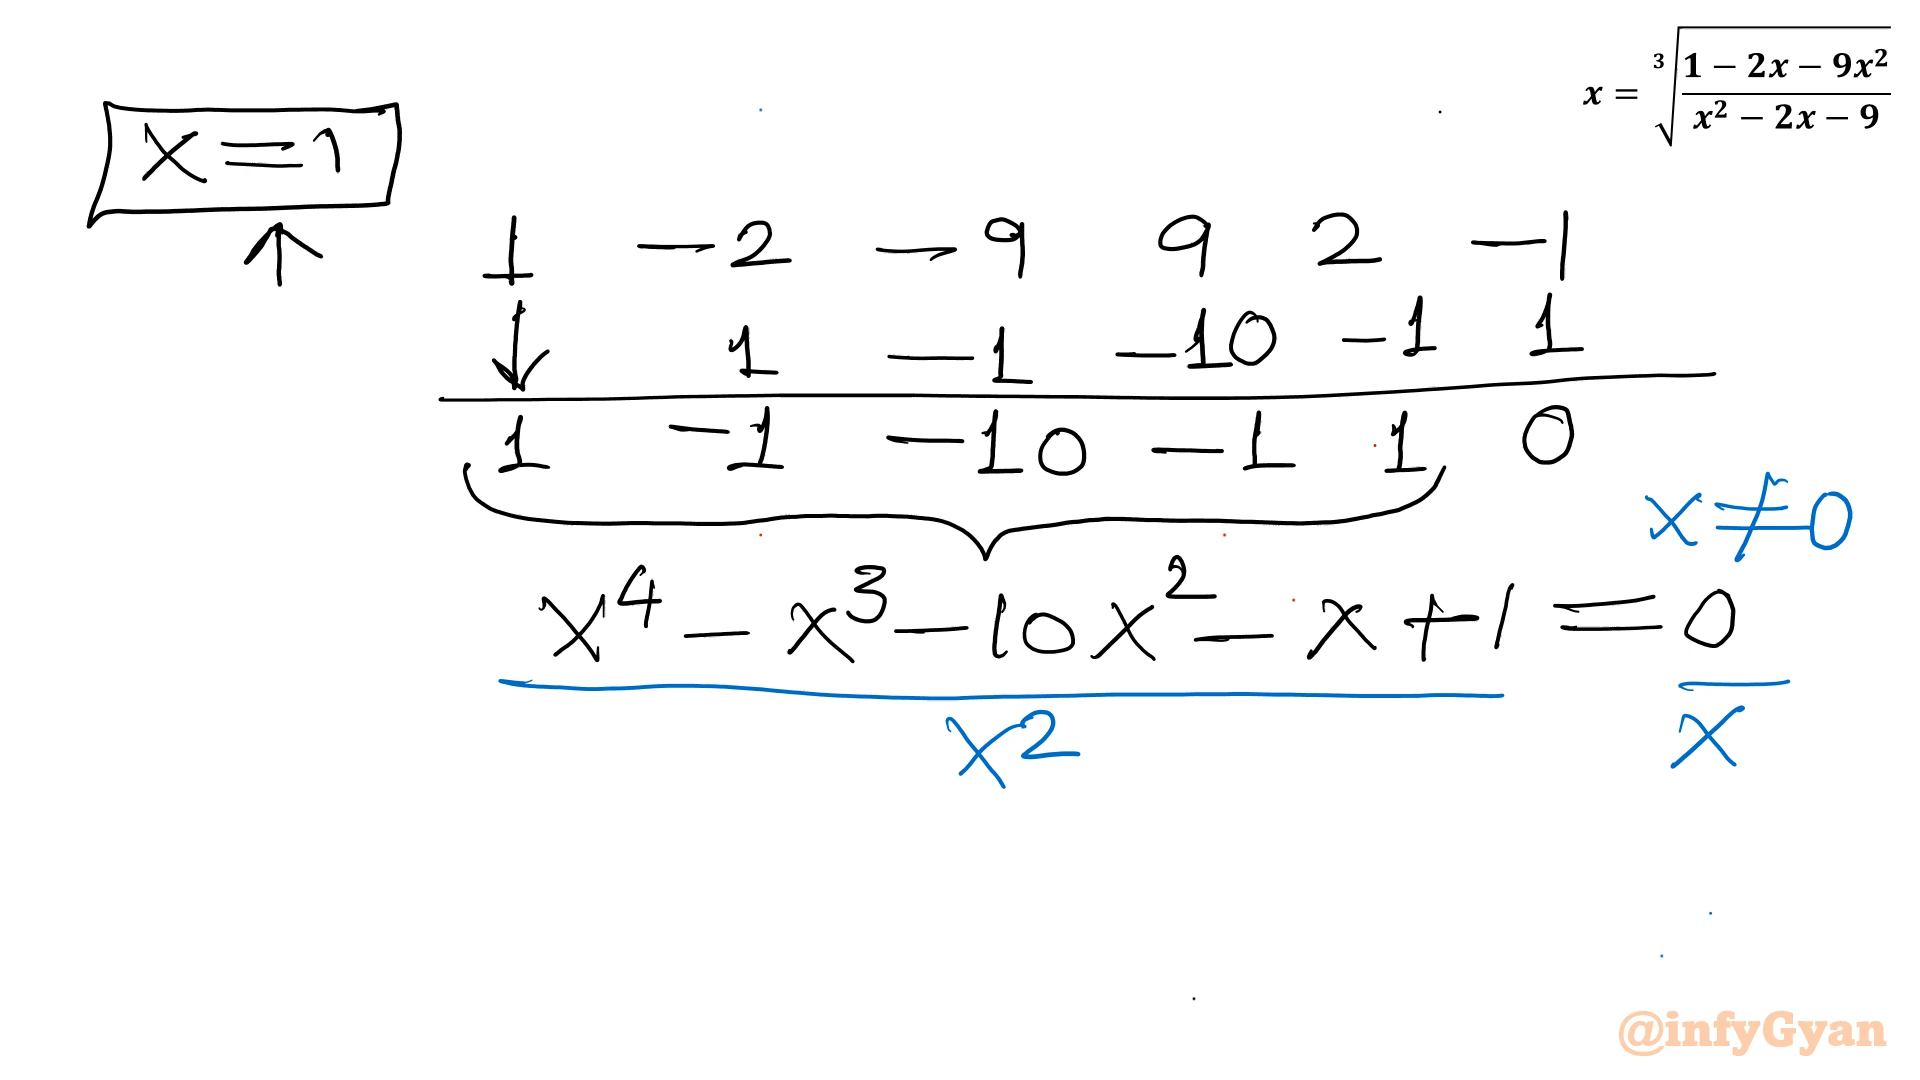 x = ∛((1 − 2x − 9x²)/(x² − 2x − 9))
x = 1
1 −2 −9 9 2 −1
1 −1 −10 −1 1
1 −1 −10 −1 1 0
x ≠ 0
x⁴ − x³ − 10x² − x + 1 = 0
x² x
@infyGyan